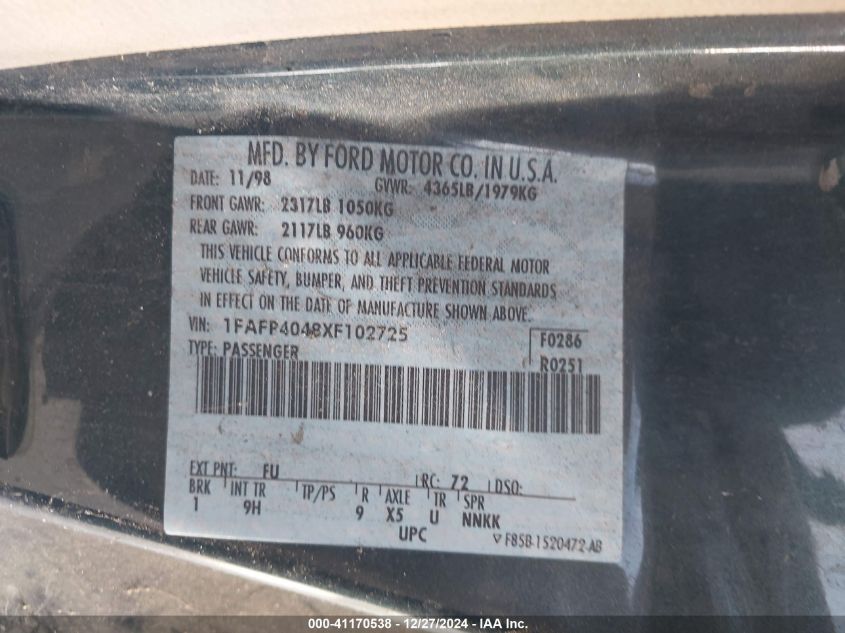 MFD. BY FORD MOTOR CO. IN U.S.A.
DATE: 11/98 GVWR: 4365LB/1979KG
FRONT GAWR: 2317LB 1050KG
REAR GAWR: 2117LB 960KG
THIS VEHICLE CONFORMS TO ALL APPLICABLE FEDERAL MOTOR
VEHICLE SAFETY, BUMPER, AND THEFT PREVENTION STANDARDS
IN EFFECT ON THE DATE OF MANUFACTURE SHOWN ABOVE.
VIN: 1FAFP4048XF102725 F0286
TYPE: PASSENGER R0251
EXT PNT: FU RC: 72 DSO:
BRK INT TR TP/PS R AXLE TR SPR
1 9H 9 X5 U NNKK
UPC F85B-1520472-AB
000-41170538 - 12/27/2024 - IAA Inc.